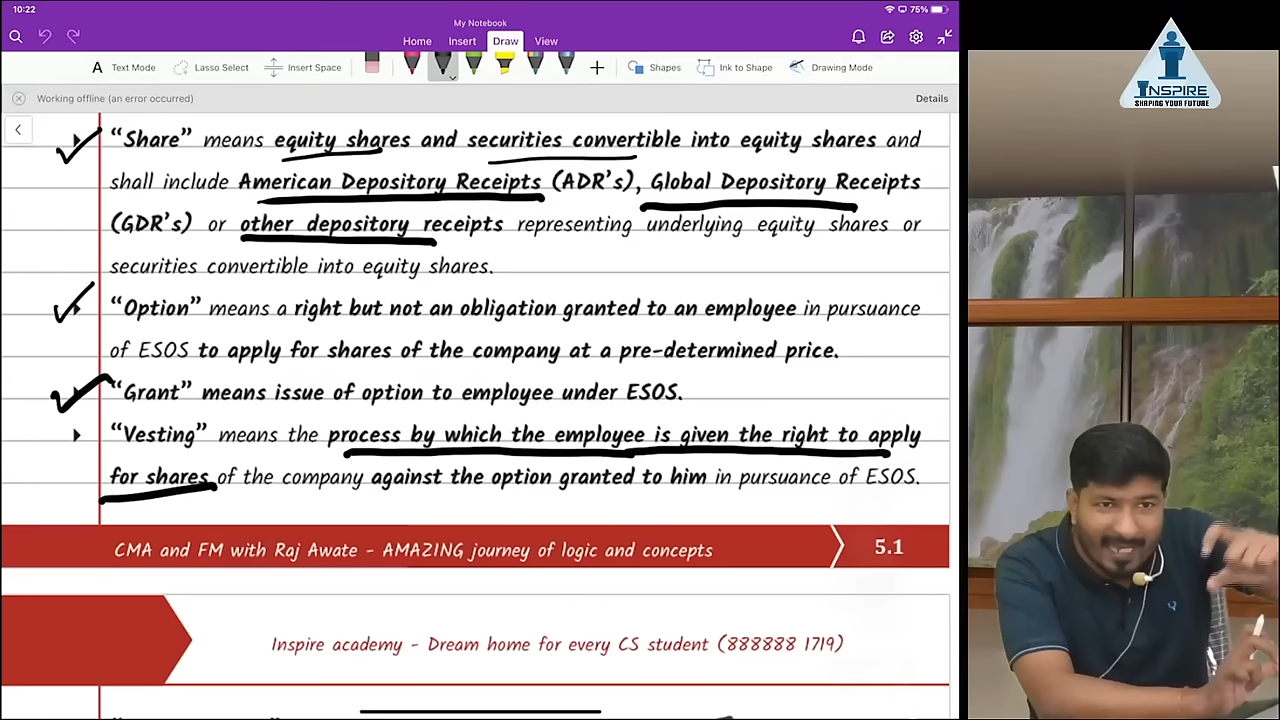 10:22
75%
My Notebook
Home Insert Draw View
A Text Mode Lasso Select Insert Space Shapes Ink to Shape Drawing Mode
Working offline (an error occurred) Details
“Share” means equity shares and securities convertible into equity shares and
shall include American Depository Receipts (ADR’s), Global Depository Receipts
(GDR’s) or other depository receipts representing underlying equity shares or
securities convertible into equity shares.
“Option” means a right but not an obligation granted to an employee in pursuance
of ESOS to apply for shares of the company at a pre-determined price.
“Grant” means issue of option to employee under ESOS.
“Vesting” means the process by which the employee is given the right to apply
for shares of the company against the option granted to him in pursuance of ESOS.
CMA and FM with Raj Awate - AMAZING journey of logic and concepts 5.1
Inspire academy - Dream home for every CS student (888888 1719)
INSPIRE
SHAPING YOUR FUTURE